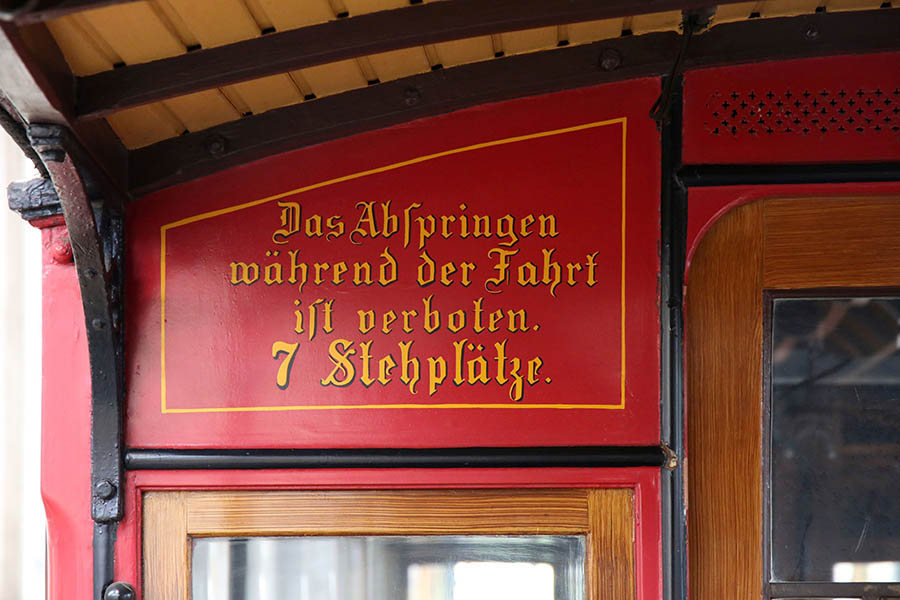 Das Abſpringen
während der Fahrt
iſt verboten.
7 Stehplätze.